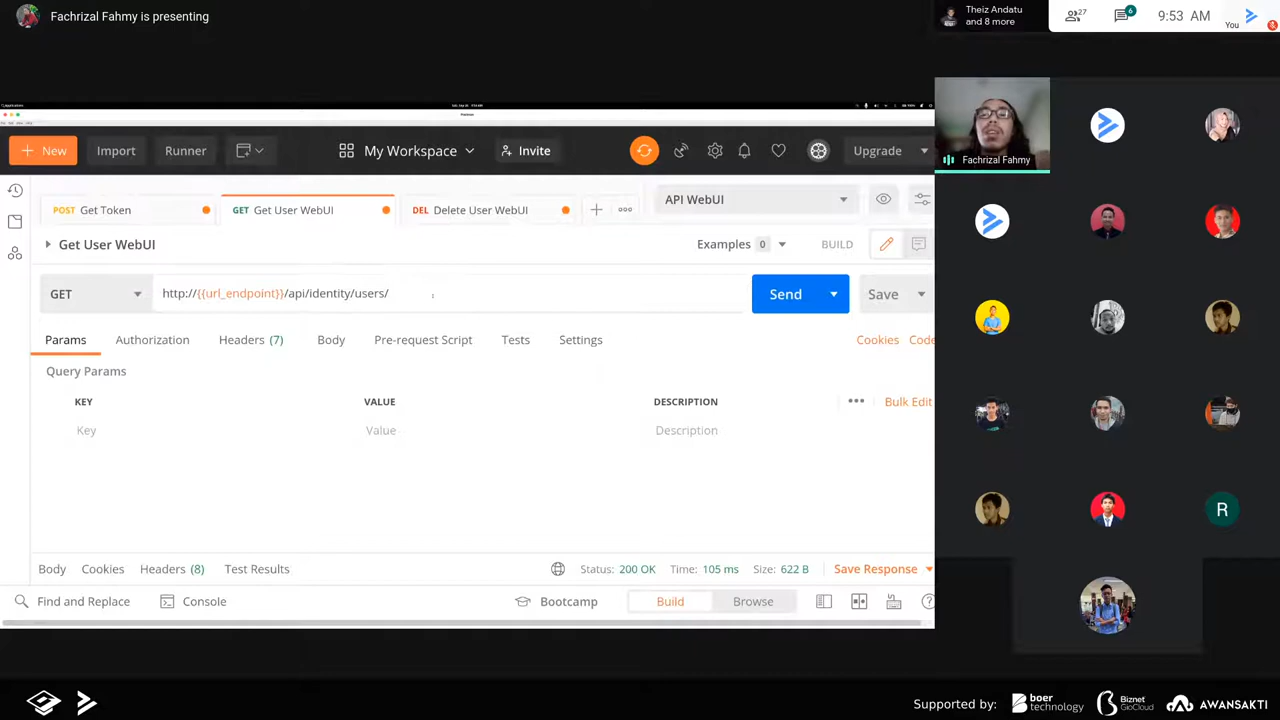 Fachrizal Fahmy is presenting
Theiz Andatu
and 8 more
27
6
9:53 AM
You
New
Import
Runner
My Workspace
Invite
Upgrade
POST Get Token
GET Get User WebUI
DEL Delete User WebUI
API WebUI
Get User WebUI
Examples 0
BUILD
GET
http://{{url_endpoint}}/api/identity/users/
Send
Save
Params
Authorization
Headers (7)
Body
Pre-request Script
Tests
Settings
Cookies
Code
Query Params
KEY
VALUE
DESCRIPTION
Bulk Edit
Key
Value
Description
Body
Cookies
Headers (8)
Test Results
Status: 200 OK
Time: 105 ms
Size: 622 B
Save Response
Find and Replace
Console
Bootcamp
Build
Browse
Fachrizal Fahmy
R
Supported by:
boer
technology
Biznet
GioCloud
AWANSAKTI